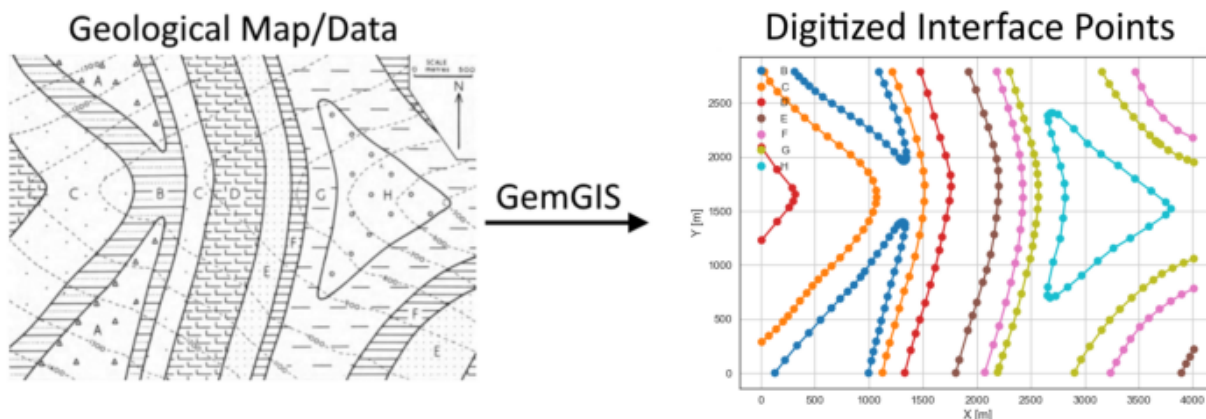 Geological Map/Data
Digitized Interface Points
SCALE
metres 500
0
N
A
C
B
C
D
E
F
G
H
A
F
E
GemGIS
B
C
D
E
F
G
H
Y [m]
2500
2000
1500
1000
500
0
0 500 1000 1500 2000 2500 3000 3500 4000
X [m]